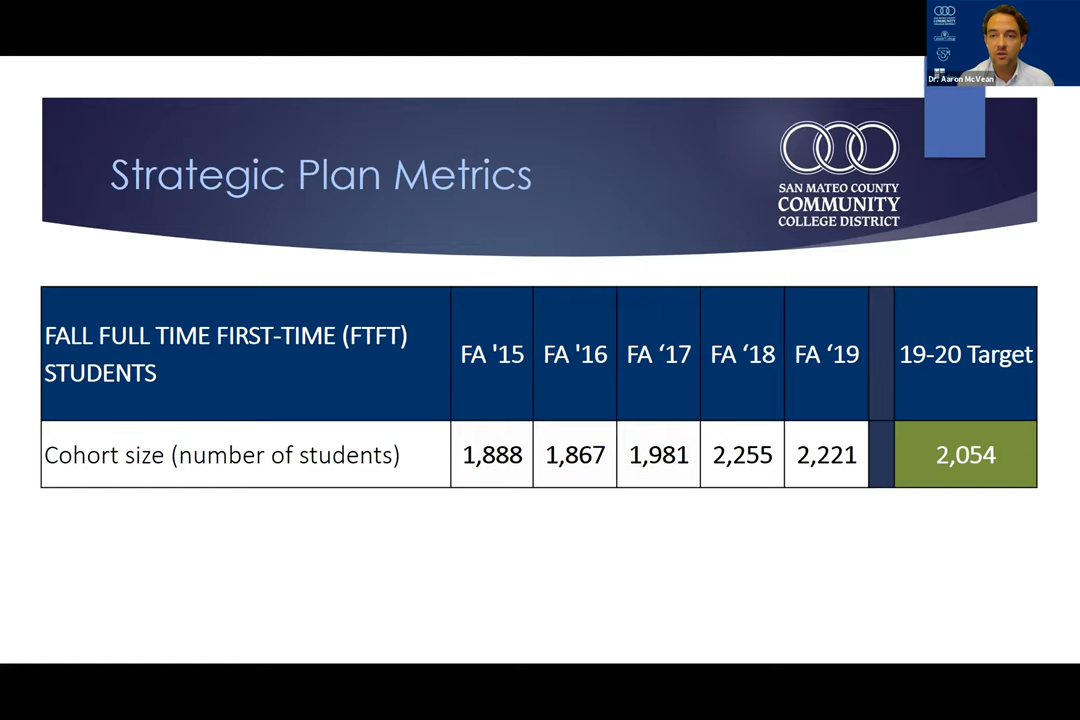 Dr. Aaron McVean
Strategic Plan Metrics
SAN MATEO COUNTY
COMMUNITY
COLLEGE DISTRICT
FALL FULL TIME FIRST-TIME (FTFT)
STUDENTS
FA '15
FA '16
FA ‘17
FA ‘18
FA ‘19
19-20 Target
Cohort size (number of students)
1,888
1,867
1,981
2,255
2,221
2,054